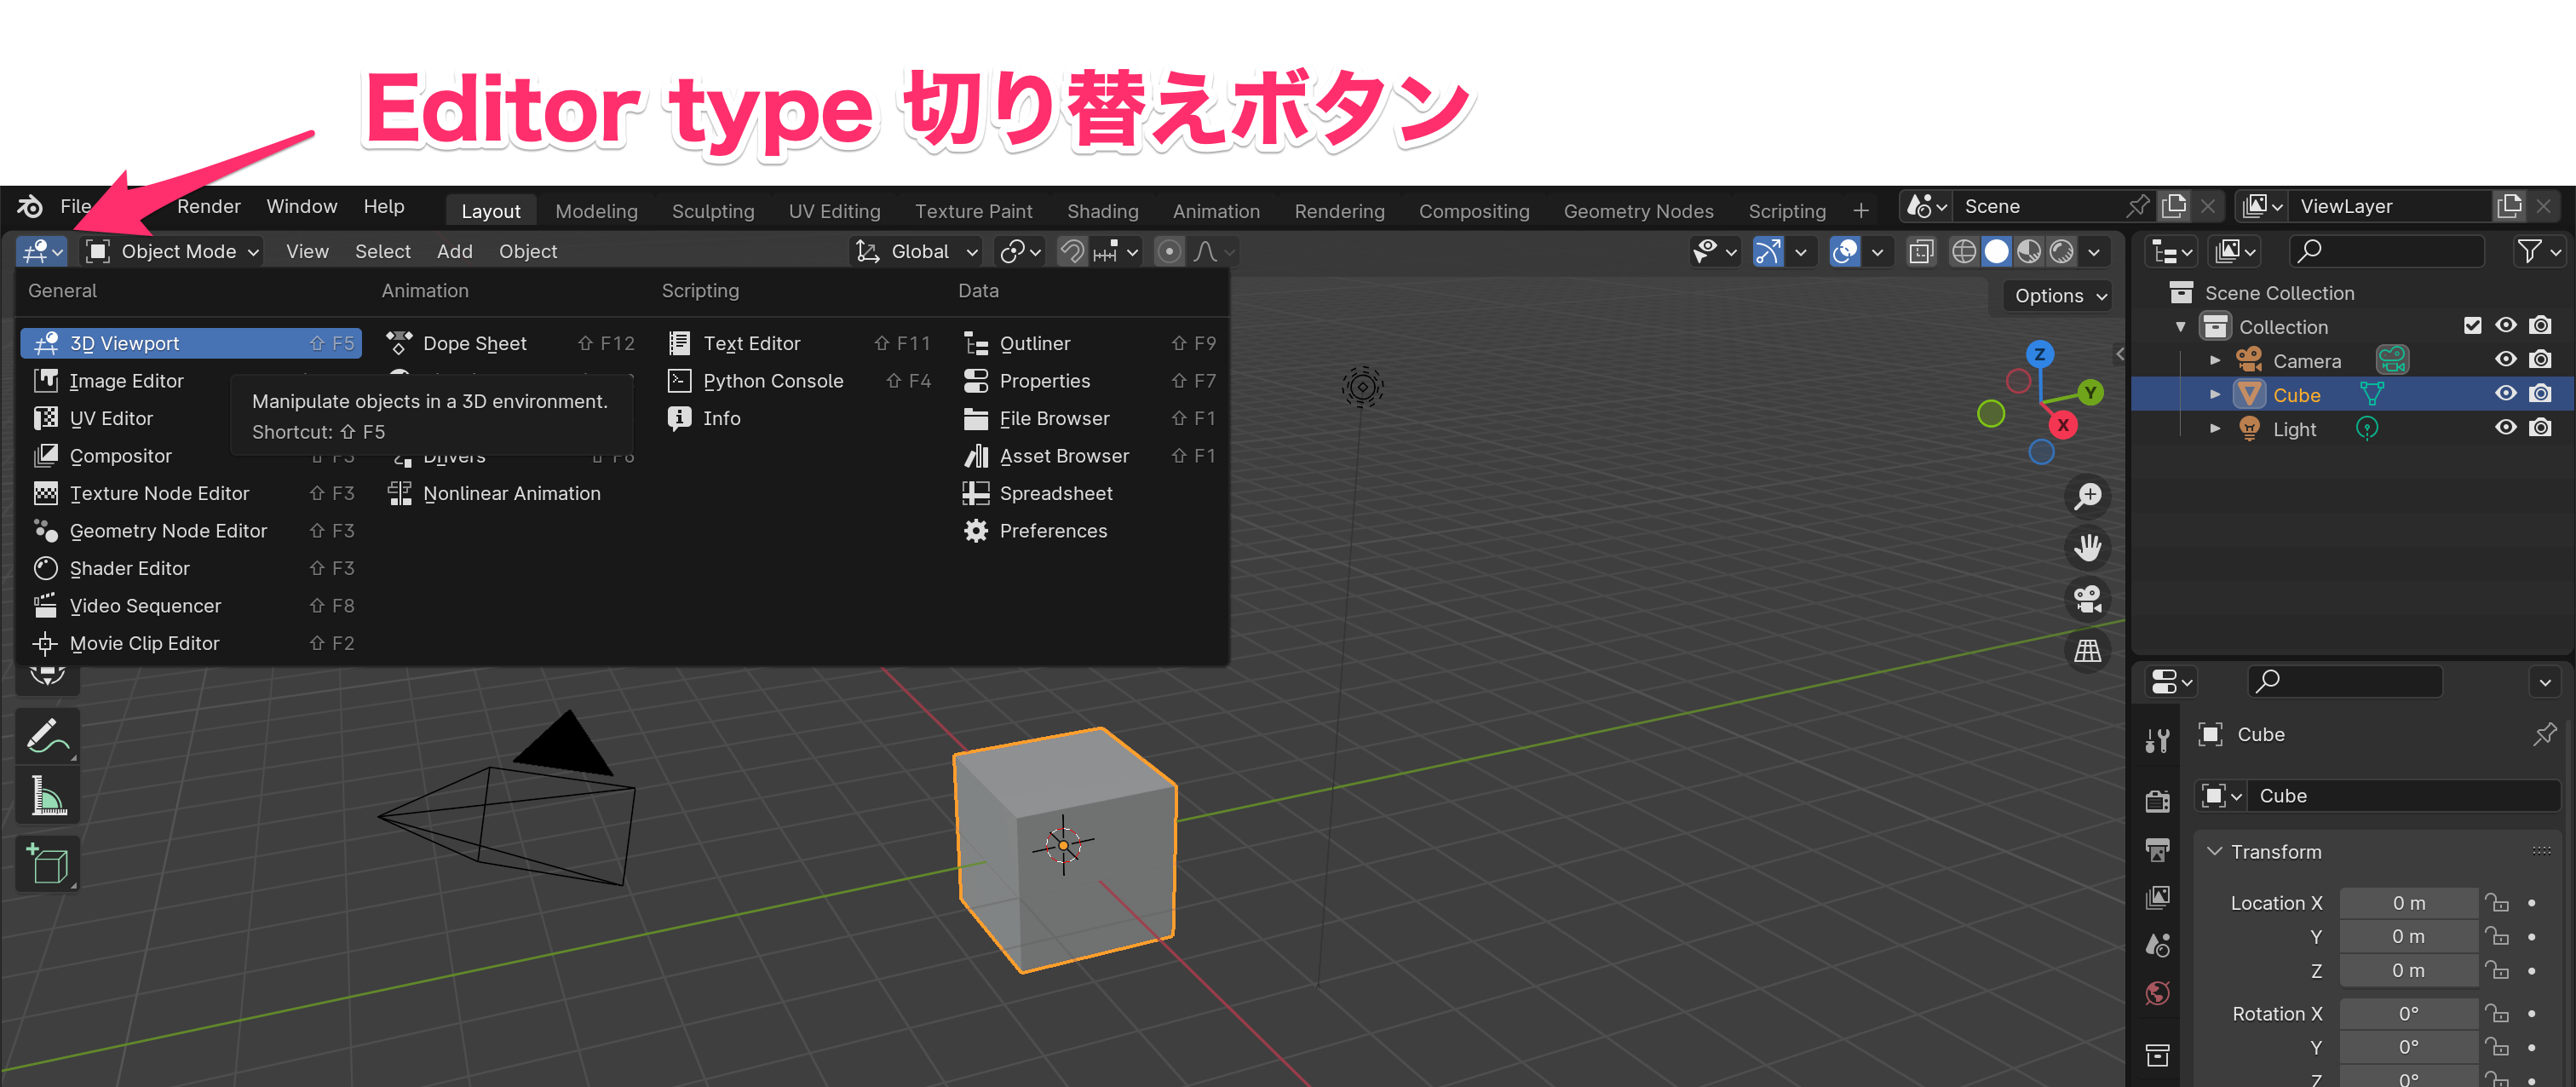 Editor type 切り替えボタン
File Render Window Help Layout Modeling Sculpting UV Editing Texture Paint Shading Animation Rendering Compositing Geometry Nodes Scripting + Scene ViewLayer
Object Mode View Select Add Object Global
Options
General Animation Scripting Data
3D Viewport ⇧ F5
Image Editor
UV Editor
Compositor ⇧ F3
Texture Node Editor ⇧ F3
Geometry Node Editor ⇧ F3
Shader Editor ⇧ F3
Video Sequencer ⇧ F8
Movie Clip Editor ⇧ F2
Dope Sheet ⇧ F12
Manipulate objects in a 3D environment.
Shortcut: ⇧ F5
Drivers ⇧ F6
Nonlinear Animation
Text Editor ⇧ F11
Python Console ⇧ F4
Info
Outliner ⇧ F9
Properties ⇧ F7
File Browser ⇧ F1
Asset Browser ⇧ F1
Spreadsheet
Preferences
Z
Y
X
Scene Collection
Collection
Camera
Cube
Light
Cube
Cube
Transform
Location X 0 m
Y 0 m
Z 0 m
Rotation X 0°
Y 0°
Z 0°